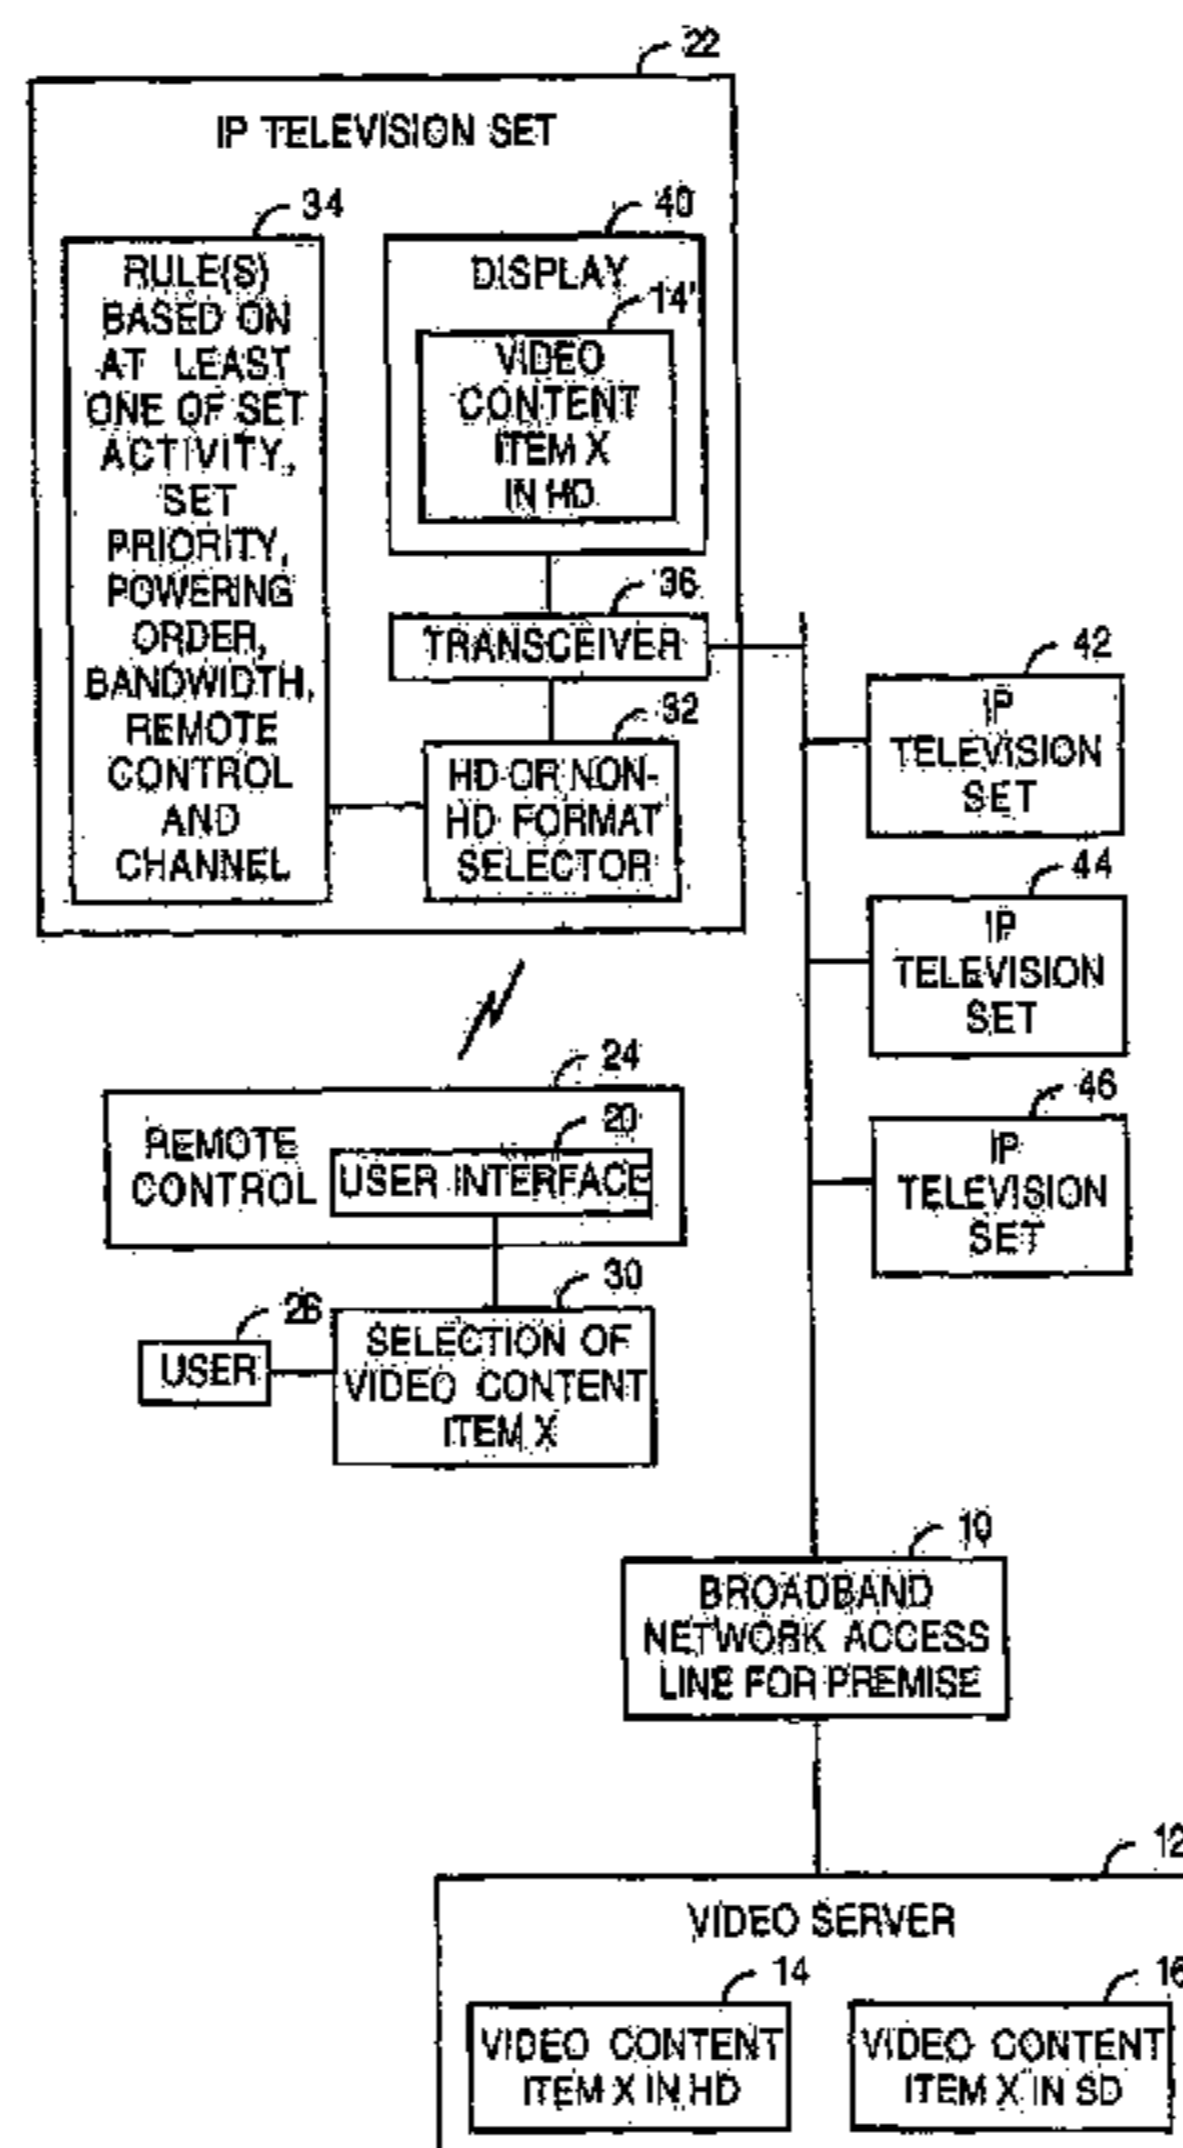 22
IP TELEVISION SET
34
RULE(S)
BASED ON
AT LEAST
ONE OF SET
ACTIVITY,
SET
PRIORITY,
POWERING
ORDER,
BANDWIDTH,
REMOTE
CONTROL
AND
CHANNEL
40
DISPLAY
14'
VIDEO
CONTENT
ITEM X
IN HD
36
TRANSCEIVER
32
HD OR NON-
HD FORMAT
SELECTOR
42
IP
TELEVISION
SET
44
IP
TELEVISION
SET
46
IP
TELEVISION
SET
24
REMOTE
CONTROL
20
USER INTERFACE
26
USER
30
SELECTION OF
VIDEO CONTENT
ITEM X
10
BROADBAND
NETWORK ACCESS
LINE FOR PREMISE
12
VIDEO SERVER
14
VIDEO CONTENT
ITEM X IN HD
16
VIDEO CONTENT
ITEM X IN SD